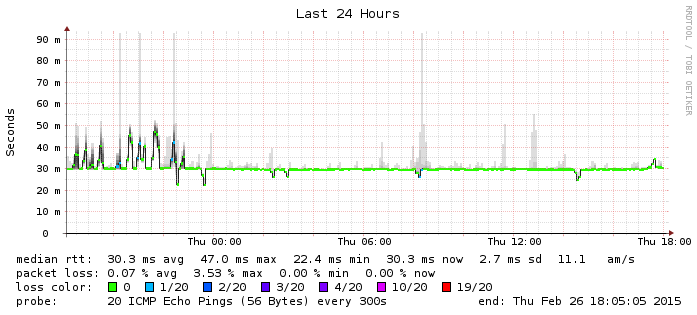 Last 24 Hours
RRDTOOL / TOBI OETIKER
Seconds
90 m
80 m
70 m
60 m
50 m
40 m
30 m
20 m
10 m
0
Thu 00:00 Thu 06:00 Thu 12:00 Thu 18:00
median rtt: 30.3 ms avg 47.0 ms max 22.4 ms min 30.3 ms now 2.7 ms sd 11.1 am/s
packet loss: 0.07 % avg 3.53 % max 0.00 % min 0.00 % now
loss color: 0 1/20 2/20 3/20 4/20 10/20 19/20
probe: 20 ICMP Echo Pings (56 Bytes) every 300s end: Thu Feb 26 18:05:05 2015